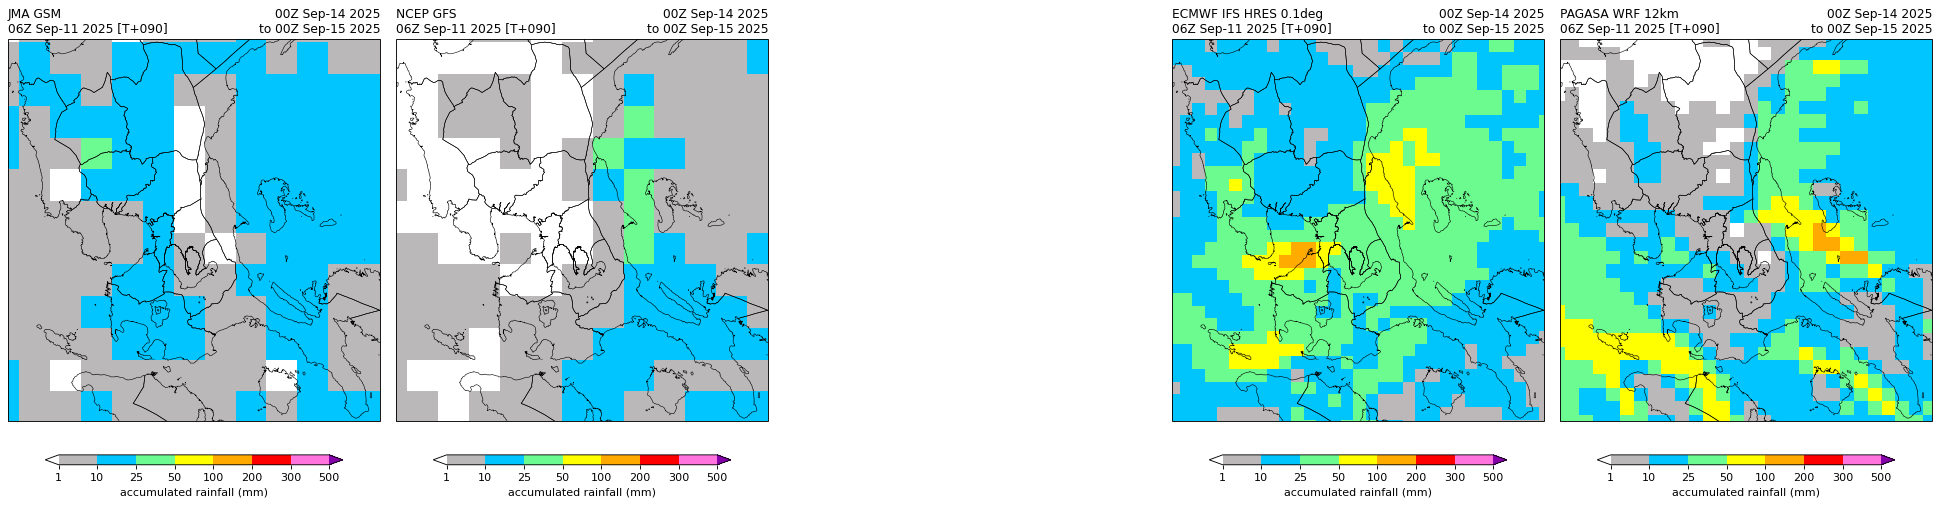 JMA GSM 00Z Sep-14 2025
06Z Sep-11 2025 [T+090] to 00Z Sep-15 2025
1 10 25 50 100 200 300 500
accumulated rainfall (mm)
NCEP GFS 00Z Sep-14 2025
06Z Sep-11 2025 [T+090] to 00Z Sep-15 2025
1 10 25 50 100 200 300 500
accumulated rainfall (mm)
ECMWF IFS HRES 0.1deg 00Z Sep-14 2025
06Z Sep-11 2025 [T+090] to 00Z Sep-15 2025
1 10 25 50 100 200 300 500
accumulated rainfall (mm)
PAGASA WRF 12km 00Z Sep-14 2025
06Z Sep-11 2025 [T+090] to 00Z Sep-15 2025
1 10 25 50 100 200 300 500
accumulated rainfall (mm)